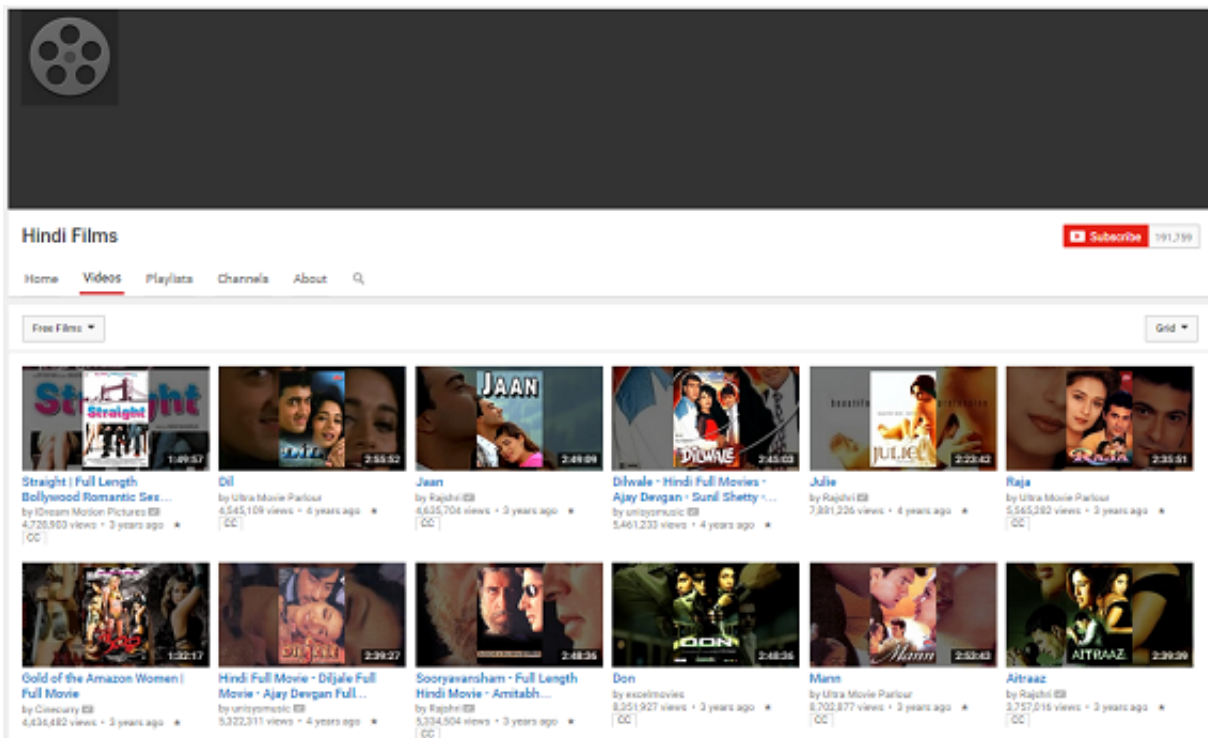 Hindi Films
Subscribe 191,759
Home Videos Playlists Channels About
Free Films
Grid
Straight
1:49:57
DIL
2:55:52
JAAN
2:49:09
DILWALE
2:45:03
JULIE
2:23:42
RAJA
2:35:51
Straight | Full Length
Bollywood Romantic Sex...
by iDream Motion Pictures
4,728,903 views • 3 years ago
CC
Dil
by Ultra Movie Parlour
4,545,109 views • 4 years ago
CC
Jaan
by Rajshri
4,635,704 views • 3 years ago
CC
Dilwale - Hindi Full Movies -
Ajay Devgan - Sunil Shetty -...
by unisysmusic
5,461,233 views • 4 years ago
Julie
by Rajshri
7,881,226 views • 4 years ago
Raja
by Ultra Movie Parlour
5,565,282 views • 3 years ago
CC
1:32:17
DILJALE
2:39:27
2:48:36
DON
2:48:36
Mann
2:53:43
AITRAAZ
2:39:39
Gold of the Amazon Women |
Full Movie
by Cinecurry
4,434,482 views • 3 years ago
Hindi Full Movie - Diljale Full
Movie - Ajay Devgan Full...
by unisysmusic
5,322,311 views • 4 years ago
Sooryavansham - Full Length
Hindi Movie - Amitabh...
by Rajshri
5,334,504 views • 3 years ago
CC
Don
by excelmovies
8,351,927 views • 3 years ago
CC
Mann
by Ultra Movie Parlour
8,702,877 views • 3 years ago
CC
Aitraaz
by Rajshri
3,757,016 views • 3 years ago
CC